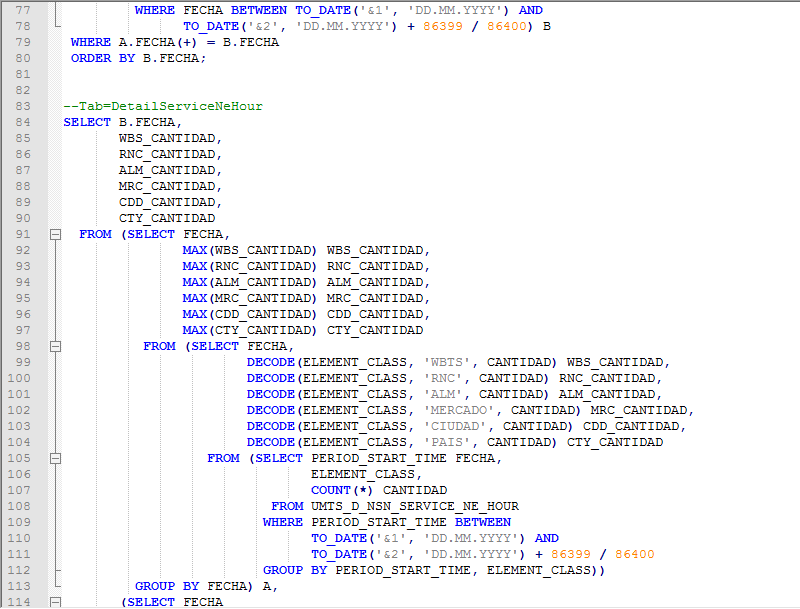 77 WHERE FECHA BETWEEN TO_DATE('&1', 'DD.MM.YYYY') AND
78 TO_DATE('&2', 'DD.MM.YYYY') + 86399 / 86400) B
79 WHERE A.FECHA(+) = B.FECHA
80 ORDER BY B.FECHA;
81
82
83 --Tab=DetailServiceNeHour
84 SELECT B.FECHA,
85 WBS_CANTIDAD,
86 RNC_CANTIDAD,
87 ALM_CANTIDAD,
88 MRC_CANTIDAD,
89 CDD_CANTIDAD,
90 CTY_CANTIDAD
91 FROM (SELECT FECHA,
92 MAX(WBS_CANTIDAD) WBS_CANTIDAD,
93 MAX(RNC_CANTIDAD) RNC_CANTIDAD,
94 MAX(ALM_CANTIDAD) ALM_CANTIDAD,
95 MAX(MRC_CANTIDAD) MRC_CANTIDAD,
96 MAX(CDD_CANTIDAD) CDD_CANTIDAD,
97 MAX(CTY_CANTIDAD) CTY_CANTIDAD
98 FROM (SELECT FECHA,
99 DECODE(ELEMENT_CLASS, 'WBTS', CANTIDAD) WBS_CANTIDAD,
100 DECODE(ELEMENT_CLASS, 'RNC', CANTIDAD) RNC_CANTIDAD,
101 DECODE(ELEMENT_CLASS, 'ALM', CANTIDAD) ALM_CANTIDAD,
102 DECODE(ELEMENT_CLASS, 'MERCADO', CANTIDAD) MRC_CANTIDAD,
103 DECODE(ELEMENT_CLASS, 'CIUDAD', CANTIDAD) CDD_CANTIDAD,
104 DECODE(ELEMENT_CLASS, 'PAIS', CANTIDAD) CTY_CANTIDAD
105 FROM (SELECT PERIOD_START_TIME FECHA,
106 ELEMENT_CLASS,
107 COUNT(*) CANTIDAD
108 FROM UMTS_D_NSN_SERVICE_NE_HOUR
109 WHERE PERIOD_START_TIME BETWEEN
110 TO_DATE('&1', 'DD.MM.YYYY') AND
111 TO_DATE('&2', 'DD.MM.YYYY') + 86399 / 86400
112 GROUP BY PERIOD_START_TIME, ELEMENT_CLASS))
113 GROUP BY FECHA) A,
114 (SELECT FECHA